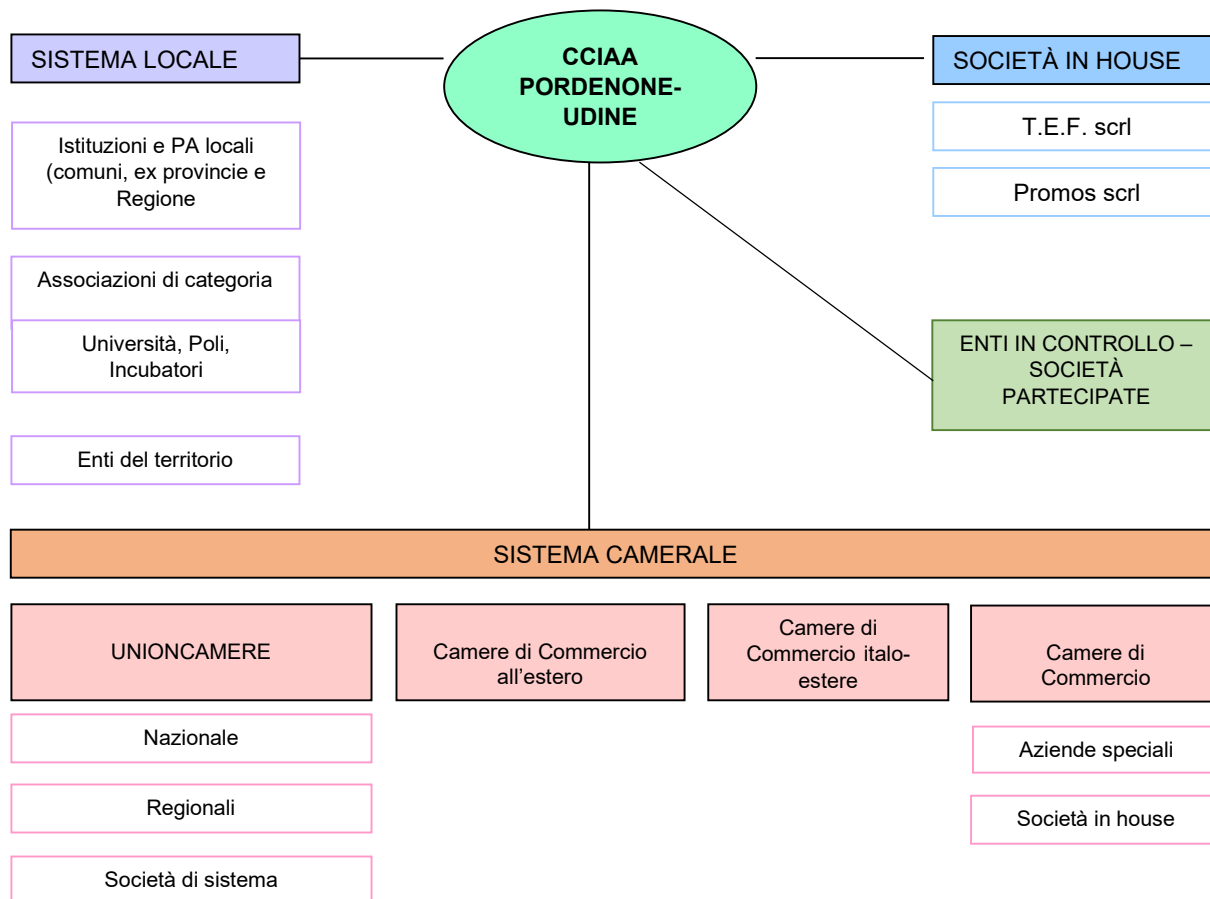 SISTEMA LOCALE
CCIAA
PORDENONE-
UDINE
SOCIETÀ IN HOUSE
Istituzioni e PA locali
(comuni, ex provincie e
Regione
Associazioni di categoria
Università, Poli,
Incubatori
Enti del territorio
T.E.F. scrl
Promos scrl
ENTI IN CONTROLLO –
SOCIETÀ
PARTECIPATE
SISTEMA CAMERALE
UNIONCAMERE
Nazionale
Regionali
Società di sistema
Camere di Commercio
all’estero
Camere di
Commercio italo-
estere
Camere di
Commercio
Aziende speciali
Società in house